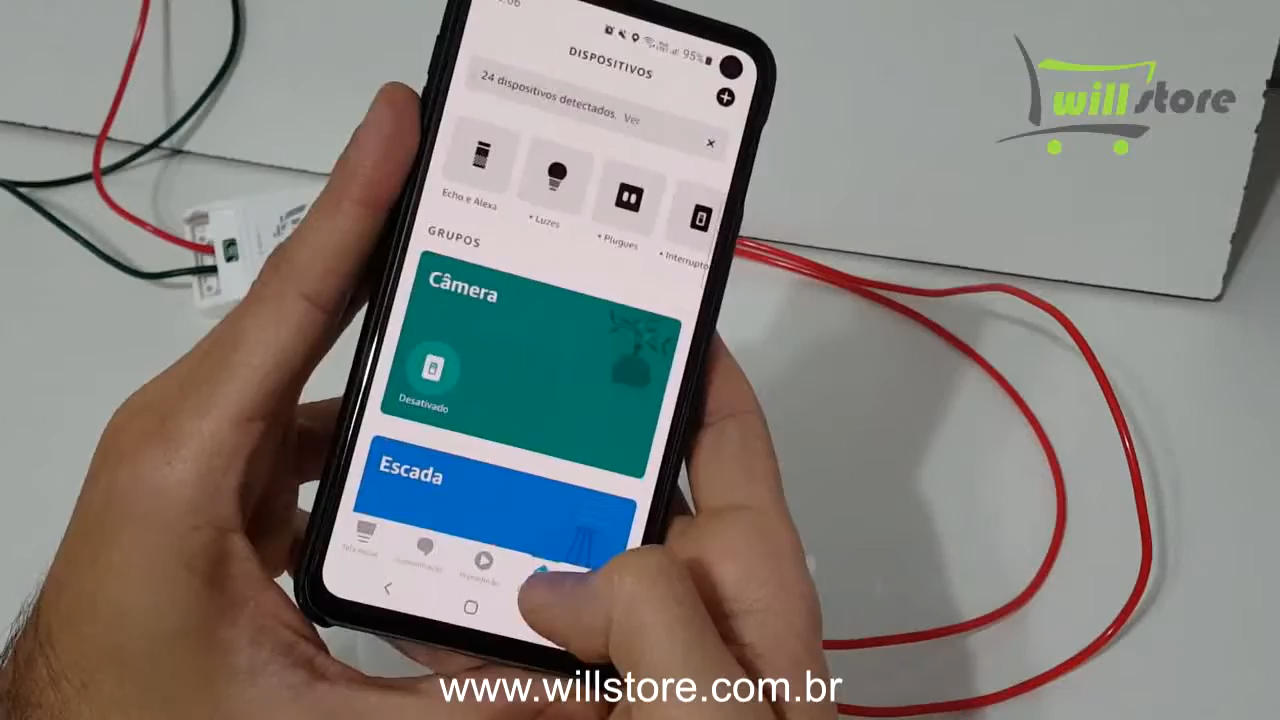 95%
DISPOSITIVOS
24 dispositivos detectados. Ver
will store
Echo e Alexa
+ Luzes
+ Plugues
+ Interrupto
GRUPOS
Câmera
Desativado
Escada
www.willstore.com.br